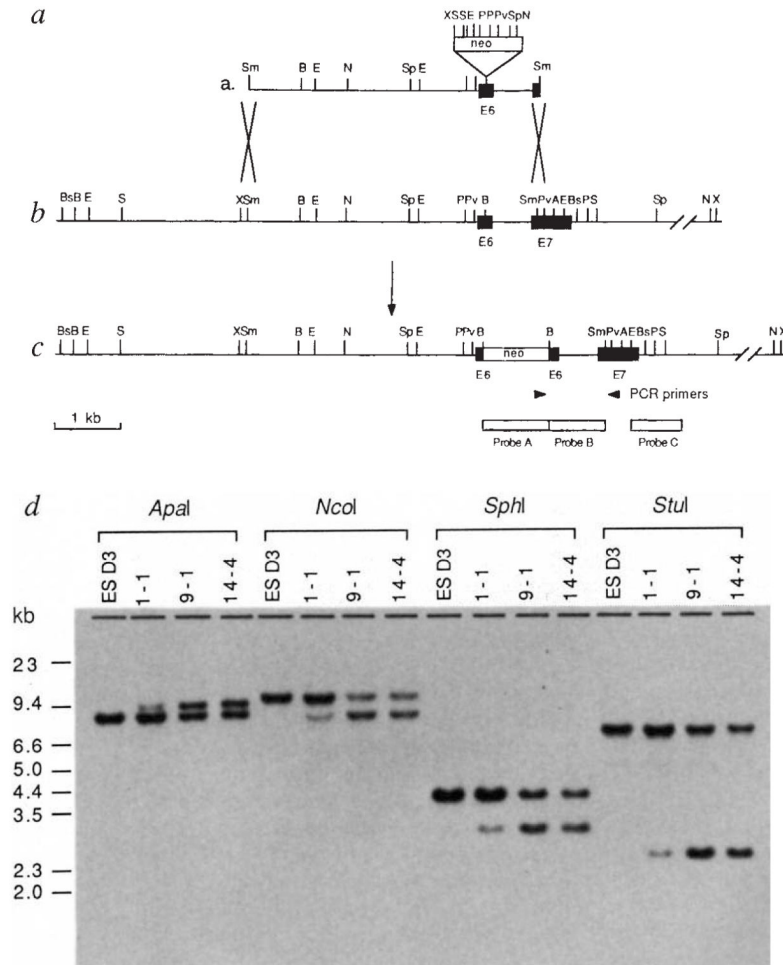 a
XSSE PPPvSpN
neo
Sm B E N Sp E Sm
a.
E6
b
BsB E S XSm B E N Sp E PPv B SmPvAEBsPS Sp N X
E6 E7
c
BsB E S XSm B E N Sp E PPv B B SmPvAEBsPS Sp N X
E6 neo E6 E7
PCR primers
1 kb
Probe A Probe B Probe C
d
ApaI NcoI SphI StuI
ES D3 1-1 9-1 14-4 ES D3 1-1 9-1 14-4 ES D3 1-1 9-1 14-4 ES D3 1-1 9-1 14-4
kb
23
9.4
6.6
5.0
4.4
3.5
2.3
2.0